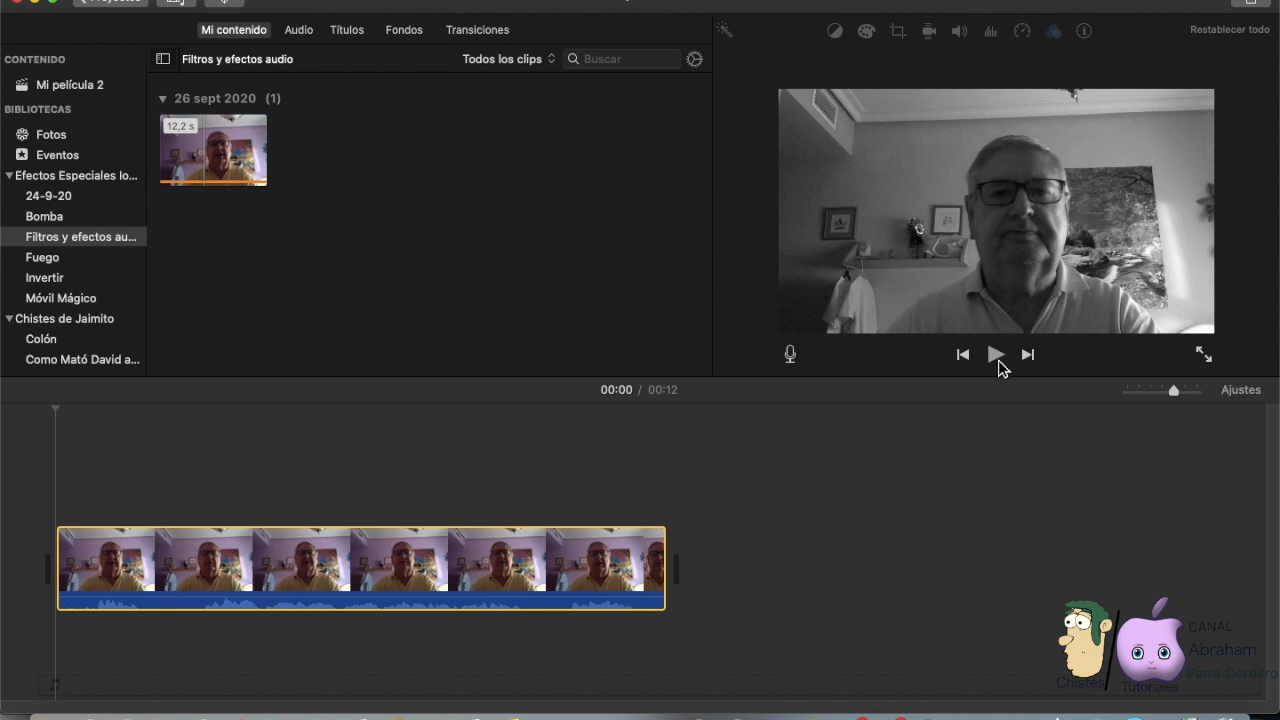 Proyectos
Mi contenido Audio Títulos Fondos Transiciones
Restablecer todo
CONTENIDO
Filtros y efectos audio
Todos los clips
Buscar
Mi película 2
26 sept 2020 (1)
BIBLIOTECAS
12,2 s
Fotos
Eventos
Efectos Especiales lo...
24-9-20
Bomba
Filtros y efectos au...
Fuego
Invertir
Móvil Mágico
Chistes de Jaimito
Colón
Como Mató David a...
00:00 / 00:12
Ajustes
CANAL
Abraham
Parra Cordero
Chistes
Tutoriales